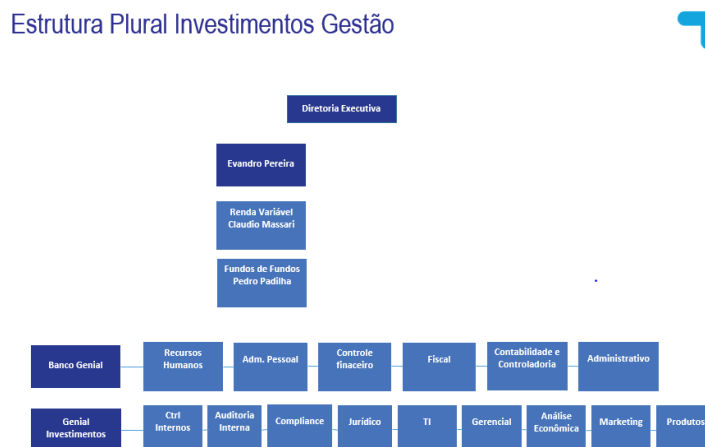 Estrutura Plural Investimentos Gestão
Diretoria Executiva
Evandro Pereira
Renda Variável
Claudio Massari
Fundos de Fundos
Pedro Padilha
Banco Genial
Recursos
Humanos
Adm. Pessoal
Controle
finaceiro
Fiscal
Contabilidade e
Controladoria
Administrativo
Genial
Investimentos
Ctrl
Internos
Auditoria
Interna
Compliance
Jurídico
TI
Gerencial
Análise
Econômica
Marketing
Produtos